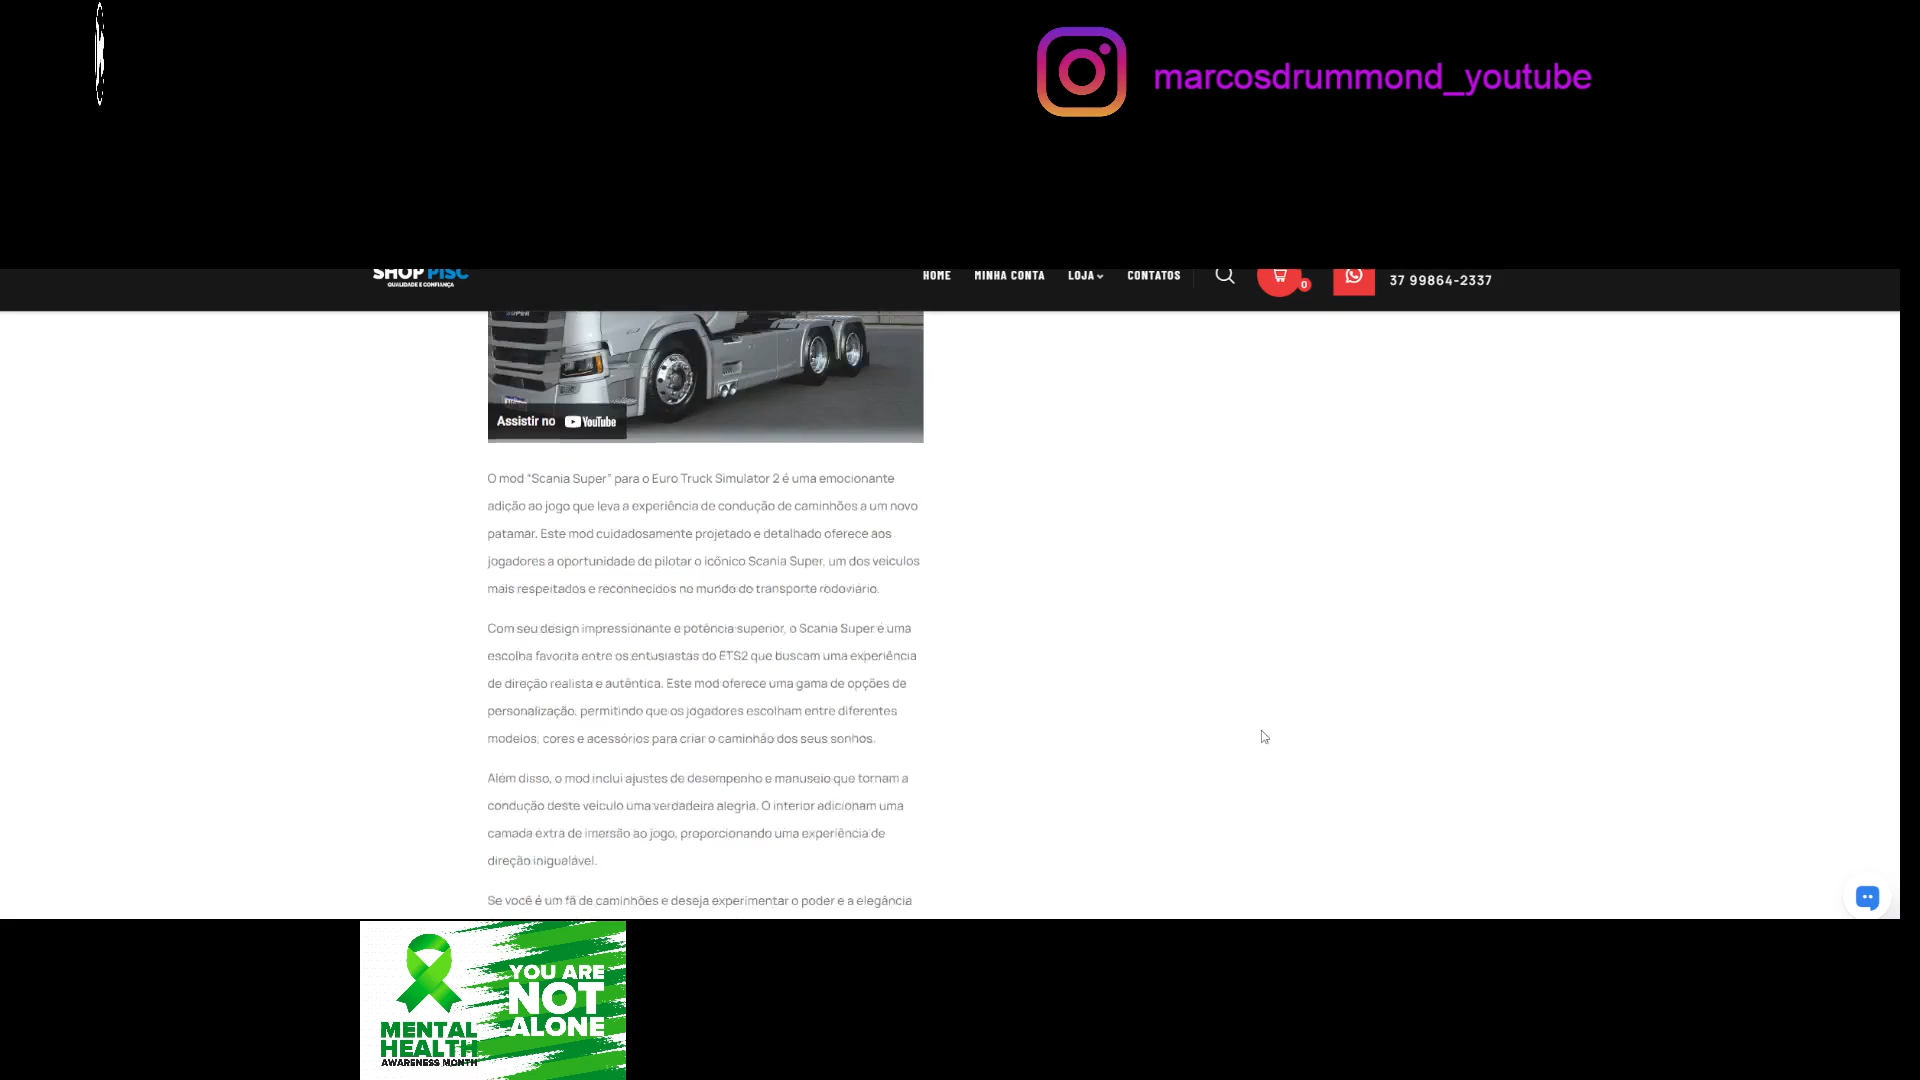 marcosdrummond_youtube
SHOP PISC
QUALIDADE E CONFIANÇA
HOME MINHA CONTA LOJA CONTATOS 0 37 99864-2337
SUPER
Assistir no YouTube
O mod “Scania Super” para o Euro Truck Simulator 2 é uma emocionante
adição ao jogo que leva a experiência de condução de caminhões a um novo
patamar. Este mod cuidadosamente projetado e detalhado oferece aos
jogadores a oportunidade de pilotar o icônico Scania Super, um dos veículos
mais respeitados e reconhecidos no mundo do transporte rodoviário.
Com seu design impressionante e potência superior, o Scania Super é uma
escolha favorita entre os entusiastas do ETS2 que buscam uma experiência
de direção realista e autêntica. Este mod oferece uma gama de opções de
personalização, permitindo que os jogadores escolham entre diferentes
modelos, cores e acessórios para criar o caminhão dos seus sonhos.
Além disso, o mod inclui ajustes de desempenho e manuseio que tornam a
condução deste veículo uma verdadeira alegria. O interior adicionam uma
camada extra de imersão ao jogo, proporcionando uma experiência de
direção inigualável.
Se você é um fã de caminhões e deseja experimentar o poder e a elegância
YOU ARE
NOT
ALONE
MENTAL
HEALTH
AWARENESS MONTH